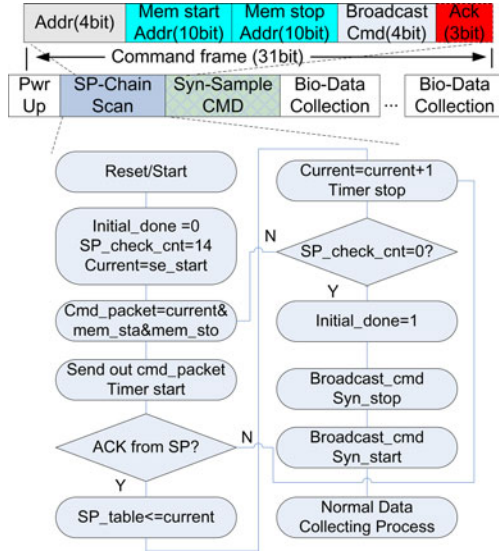 Addr(4bit)
Mem start
Addr(10bit)
Mem stop
Addr(10bit)
Broadcast
Cmd(4bit)
Ack
(3bit)
Command frame (31bit)
Pwr
Up
SP-Chain
Scan
Syn-Sample
CMD
Bio-Data
Collection
...
Bio-Data
Collection
Reset/Start
Initial_done =0
SP_check_cnt=14
Current=se_start
Cmd_packet=current&
mem_sta&mem_sto
Send out cmd_packet
Timer start
ACK from SP?
N
Y
SP_table<=current
Current=current+1
Timer stop
N
SP_check_cnt=0?
Y
Initial_done=1
Broadcast_cmd
Syn_stop
Broadcast_cmd
Syn_start
Normal Data
Collecting Process